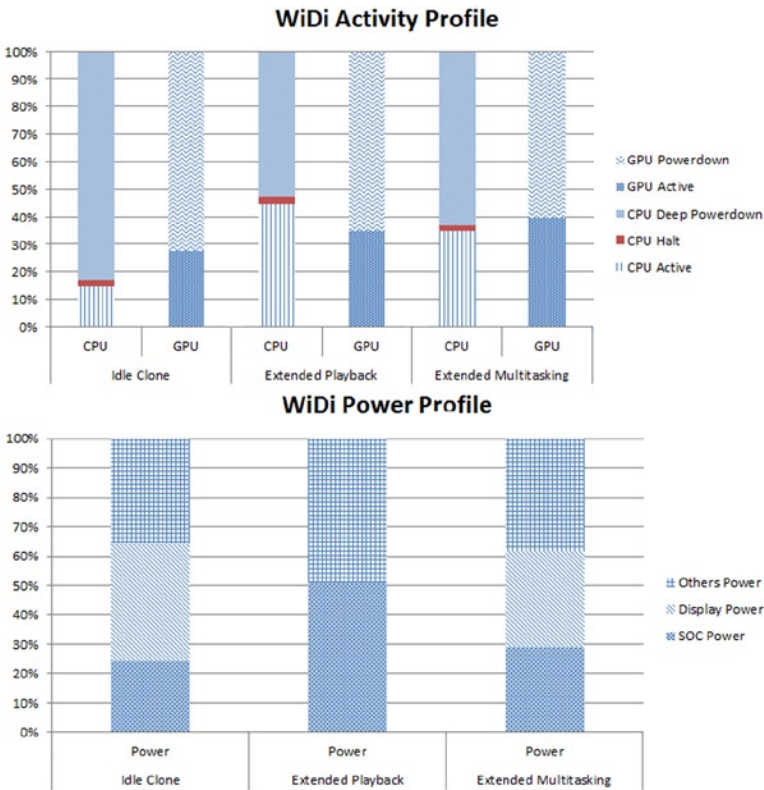 WiDi Activity Profile
100%
90%
80%
70%
60%
50%
40%
30%
20%
10%
0%
GPU Powerdown
GPU Active
CPU Deep Powerdown
CPU Halt
CPU Active
CPU GPU CPU GPU CPU GPU
Idle Clone Extended Playback Extended Multitasking
WiDi Power Profile
100%
90%
80%
70%
60%
50%
40%
30%
20%
10%
0%
Others Power
Display Power
SOC Power
Power Power Power
Idle Clone Extended Playback Extended Multitasking